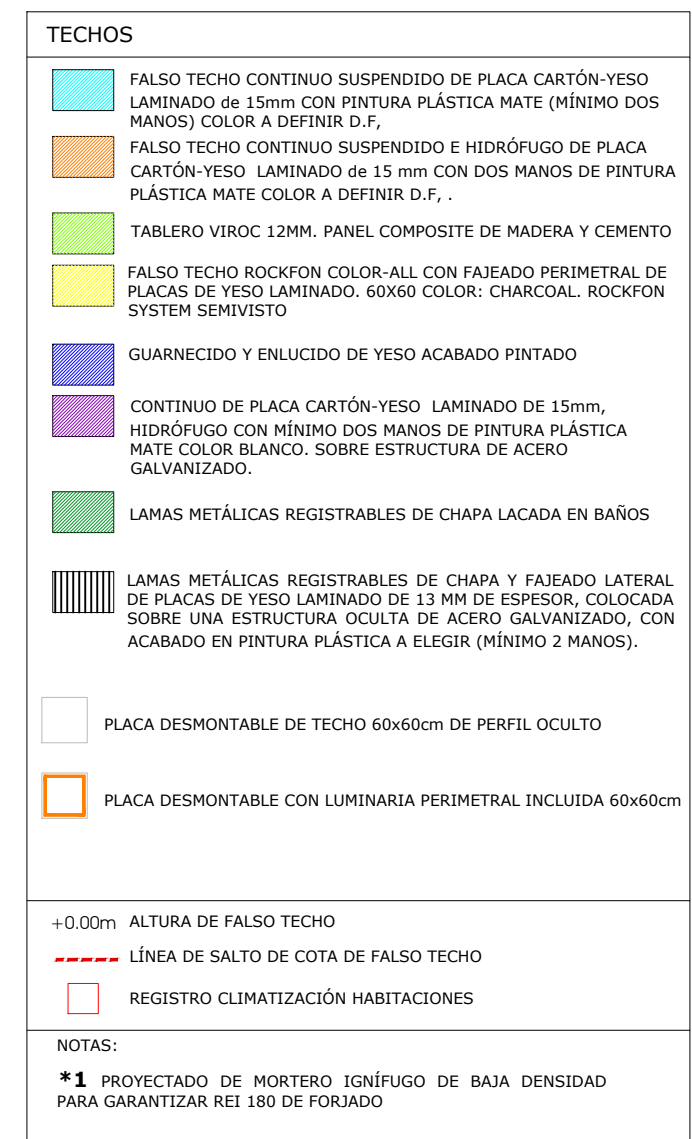 TECHOS
FALSO TECHO CONTINUO SUSPENDIDO DE PLACA CARTÓN-YESO
LAMINADO de 15mm CON PINTURA PLÁSTICA MATE (MÍNIMO DOS
MANOS) COLOR A DEFINIR D.F,
FALSO TECHO CONTINUO SUSPENDIDO E HIDRÓFUGO DE PLACA
CARTÓN-YESO LAMINADO de 15 mm CON DOS MANOS DE PINTURA
PLÁSTICA MATE COLOR A DEFINIR D.F, .
TABLERO VIROC 12MM. PANEL COMPOSITE DE MADERA Y CEMENTO
FALSO TECHO ROCKFON COLOR-ALL CON FAJEADO PERIMETRAL DE
PLACAS DE YESO LAMINADO. 60X60 COLOR: CHARCOAL. ROCKFON
SYSTEM SEMIVISTO
GUARNECIDO Y ENLUCIDO DE YESO ACABADO PINTADO
CONTINUO DE PLACA CARTÓN-YESO LAMINADO DE 15mm,
HIDRÓFUGO CON MÍNIMO DOS MANOS DE PINTURA PLÁSTICA
MATE COLOR BLANCO. SOBRE ESTRUCTURA DE ACERO
GALVANIZADO.
LAMAS METÁLICAS REGISTRABLES DE CHAPA LACADA EN BAÑOS
LAMAS METÁLICAS REGISTRABLES DE CHAPA Y FAJEADO LATERAL
DE PLACAS DE YESO LAMINADO DE 13 MM DE ESPESOR, COLOCADA
SOBRE UNA ESTRUCTURA OCULTA DE ACERO GALVANIZADO, CON
ACABADO EN PINTURA PLÁSTICA A ELEGIR (MÍNIMO 2 MANOS).
PLACA DESMONTABLE DE TECHO 60x60cm DE PERFIL OCULTO
PLACA DESMONTABLE CON LUMINARIA PERIMETRAL INCLUIDA 60x60cm
+0.00m ALTURA DE FALSO TECHO
LÍNEA DE SALTO DE COTA DE FALSO TECHO
REGISTRO CLIMATIZACIÓN HABITACIONES
NOTAS:
*1 PROYECTADO DE MORTERO IGNÍFUGO DE BAJA DENSIDAD
PARA GARANTIZAR REI 180 DE FORJADO